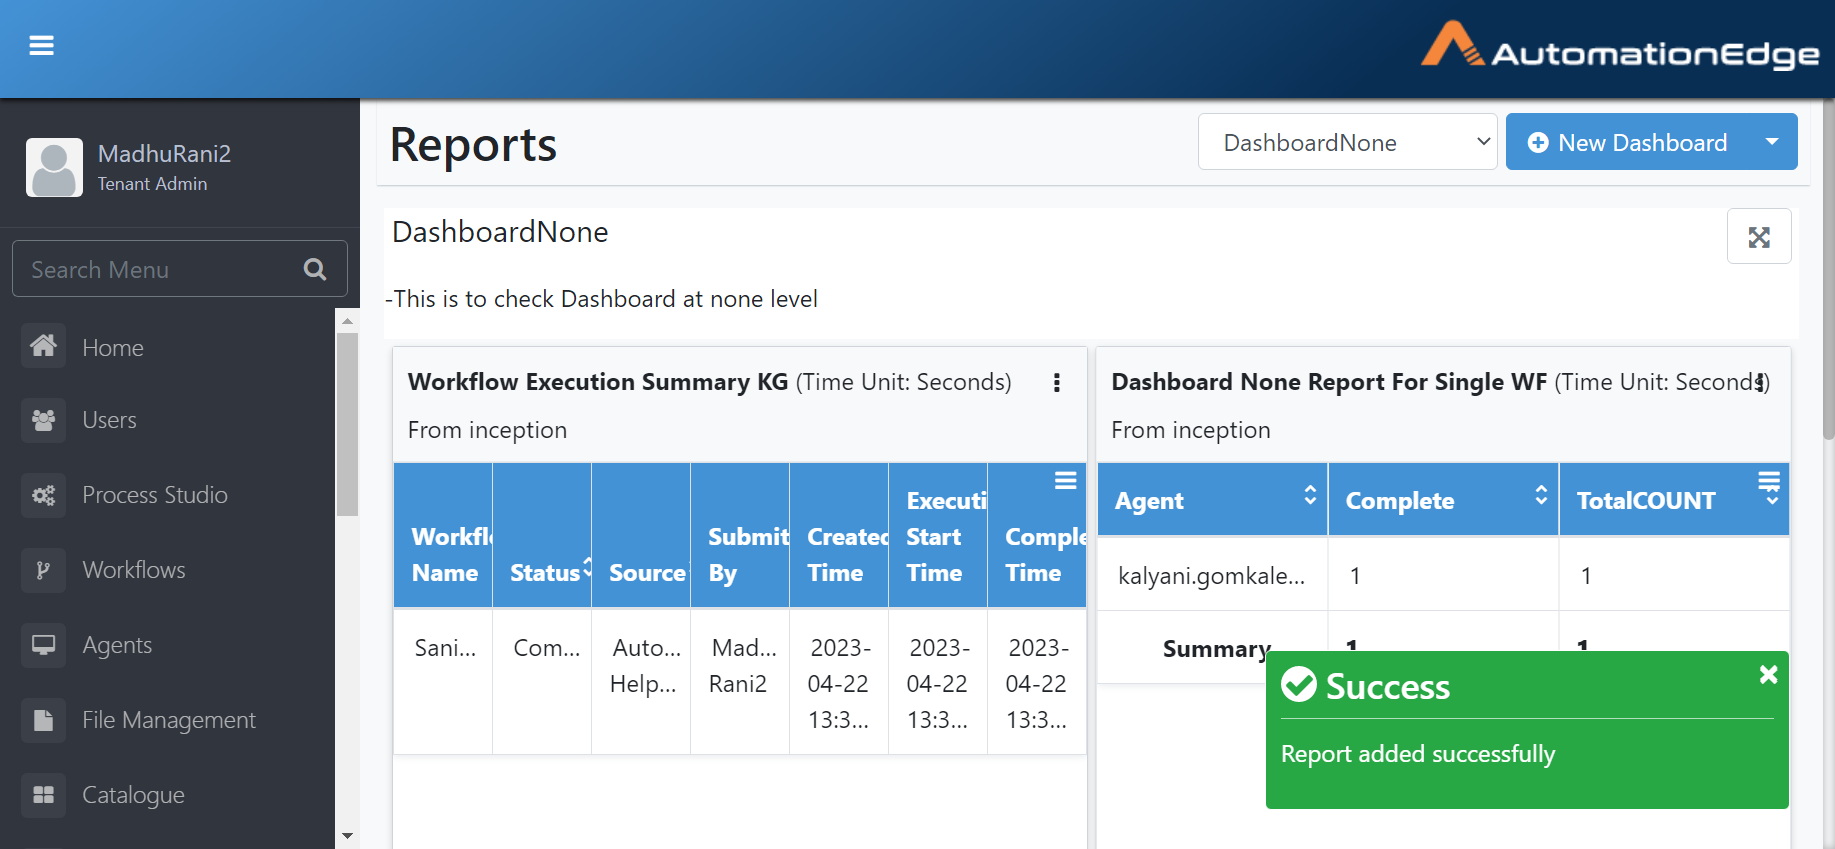 AutomationEdge
MadhuRani2
Tenant Admin
Search Menu
Home
Users
Process Studio
Workflows
Agents
File Management
Catalogue
Reports
DashboardNone
New Dashboard
DashboardNone
-This is to check Dashboard at none level
Workflow Execution Summary KG (Time Unit: Seconds)
From inception
Workfl
Name
Status
Source
Submit
By
Created
Time
Executi
Start
Time
Comple
Time
Sani...
Com...
Auto...
Help...
Mad...
Rani2
2023-
04-22
13:3...
2023-
04-22
13:3...
2023-
04-22
13:3...
Dashboard None Report For Single WF (Time Unit: Seconds)
From inception
Agent
Complete
TotalCOUNT
kalyani.gomkale...
1
1
Summary
1
1
Success
Report added successfully